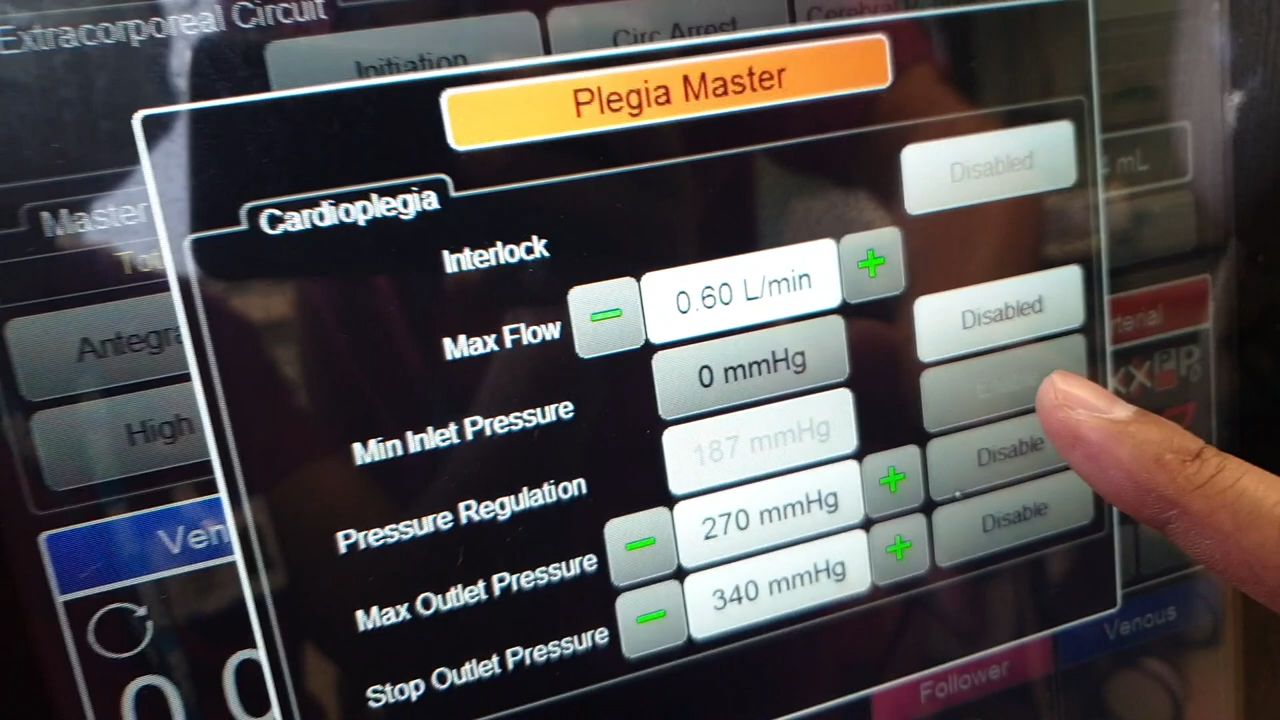 Extracorporeal Circuit
Initiation
Circ Arrest
Plegia Master
Disabled
mL
Master
Cardioplegia
Interlock
Max Flow
0.60 L/min
Disabled
Min Inlet Pressure
0 mmHg
Pressure Regulation
187 mmHg
Max Outlet Pressure
270 mmHg
Disable
Stop Outlet Pressure
340 mmHg
Disable
High
Ven
Follower
Venous